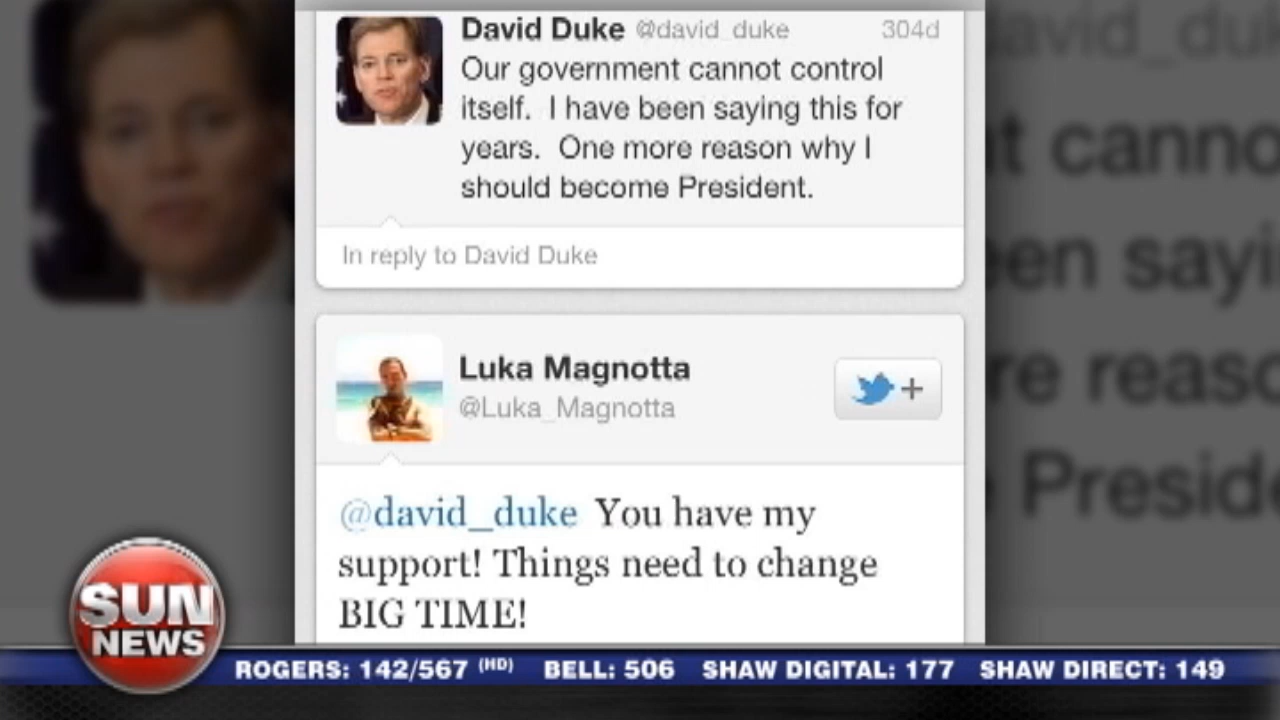 David Duke @david_duke 304d
Our government cannot control
itself. I have been saying this for
years. One more reason why I
should become President.
In reply to David Duke
Luka Magnotta
@Luka_Magnotta
+
@david_duke You have my
support! Things need to change
BIG TIME!
SUN
NEWS
ROGERS: 142/567 (HD) BELL: 506 SHAW DIGITAL: 177 SHAW DIRECT: 149